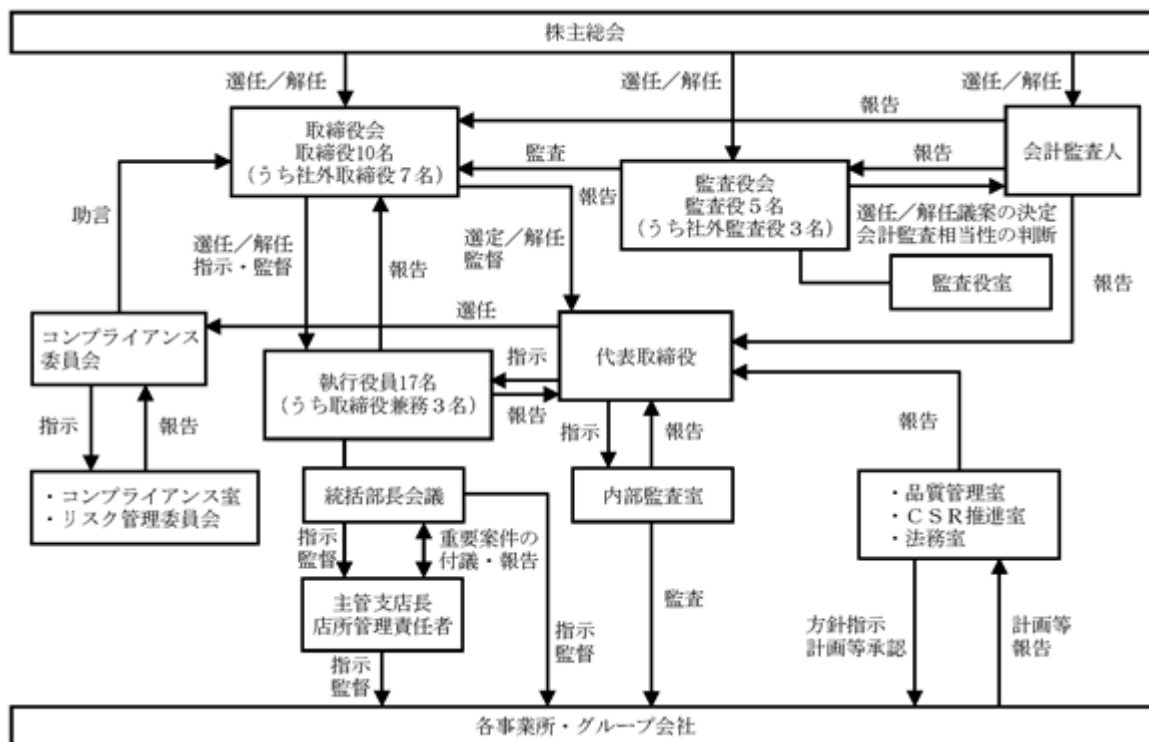 株主総会
選任／解任
選任／解任
選任／解任
報告
取締役会
取締役10名
（うち社外取締役７名）
監査
報告
会計監査人
監査役会
監査役５名
（うち社外監査役３名）
報告
選任／解任議案の決定
会計監査相当性の判断
助言
選任／解任
指示・監督
報告
選定／解任
監督
監査役室
報告
選任
コンプライアンス
委員会
代表取締役
指示
執行役員17名
（うち取締役兼務３名）
報告
指示
報告
指示
報告
報告
・コンプライアンス室
・リスク管理委員会
統括部長会議
内部監査室
・品質管理室
・ＣＳＲ推進室
・法務室
指示
監督
重要案件の
付議・報告
主管支店長
店所管理責任者
監査
指示
監督
方針指示
計画等承認
計画等
報告
指示
監督
各事業所・グループ会社